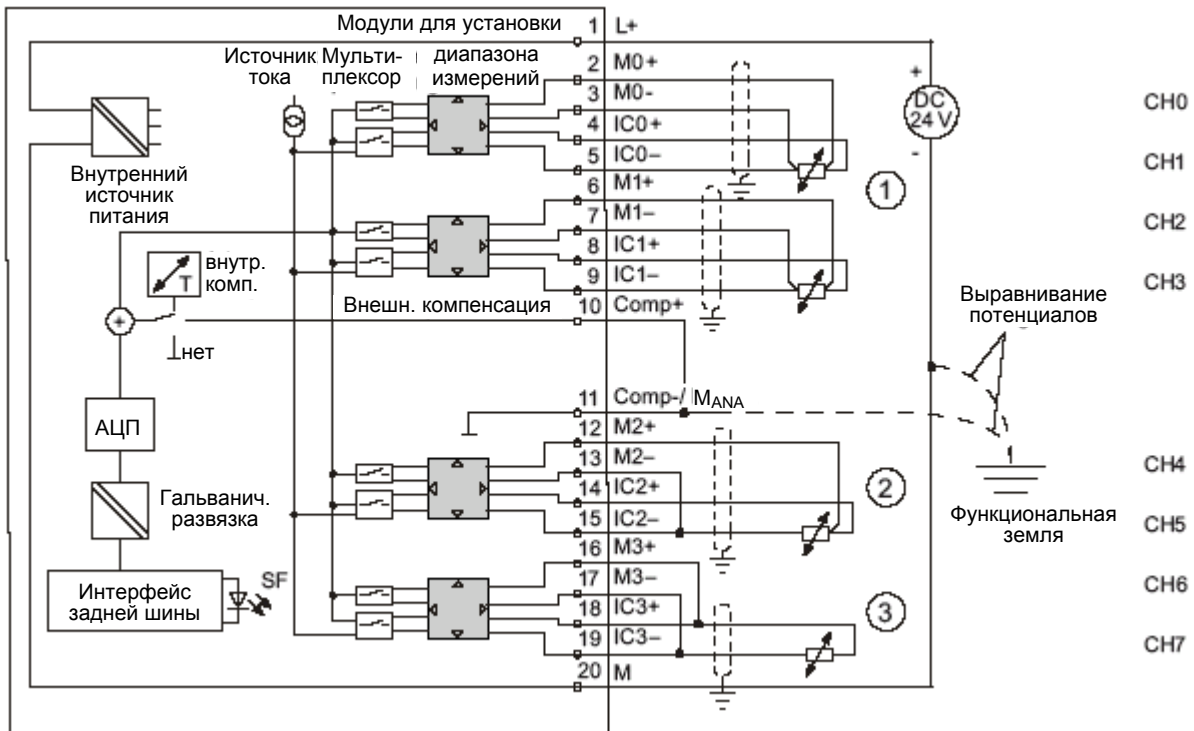 Модули для установки
диапазона
измерений
Источник
тока
Мульти-
плексор
1 L+
2 M0+
3 M0-
4 IC0+
5 IC0–
6 M1+
7 M1–
8 IC1+
9 IC1–
10 Comp+
11 Comp-/ MANA
12 M2+
13 M2–
14 IC2+
15 IC2–
16 M3+
17 M3–
18 IC3+
19 IC3–
20 M
Внутренний
источник
питания
внутр.
комп.
T
Внешн. компенсация
+
нет
АЦП
Гальванич.
развязка
Интерфейс
задней шины
SF
+
DC
24 V
-
1
2
3
Выравнивание
потенциалов
Функциональная
земля
CH0
CH1
CH2
CH3
CH4
CH5
CH6
CH7